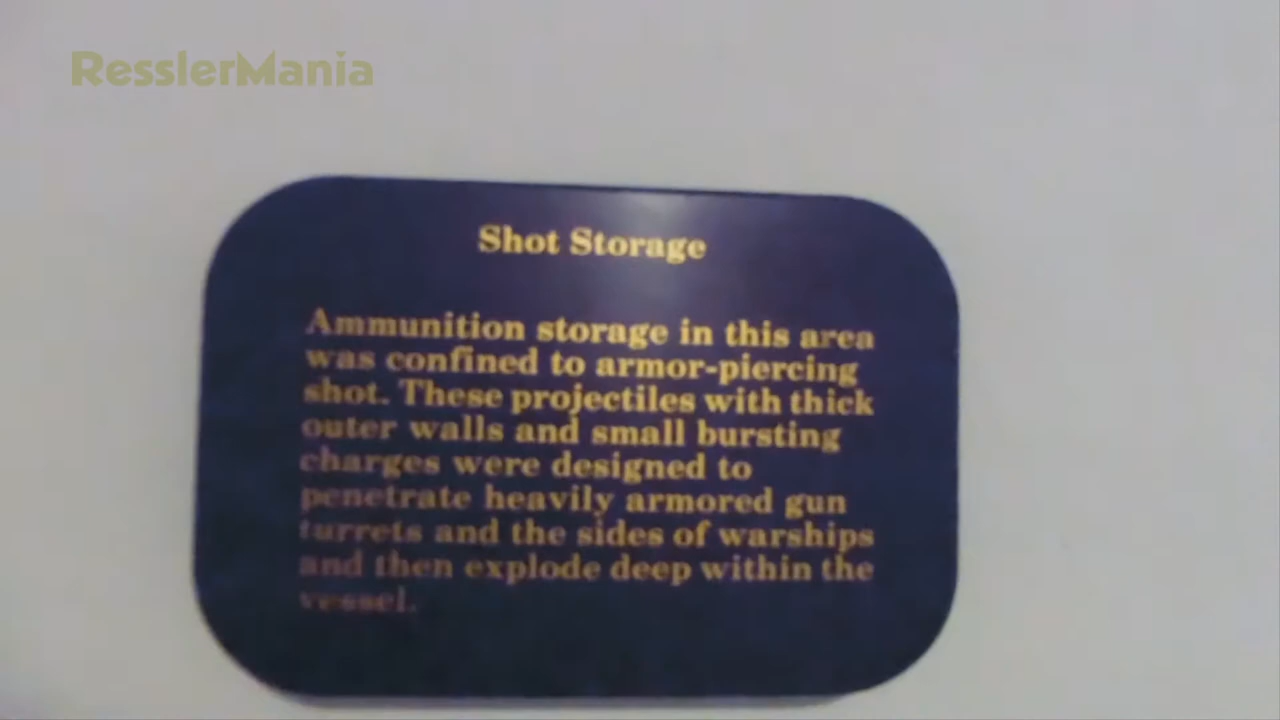 ResslerMania
Shot Storage
Ammunition storage in this area
was confined to armor-piercing
shot. These projectiles with thick
outer walls and small bursting
charges were designed to
penetrate heavily armored gun
turrets and the sides of warships
and then explode deep within the
vessel.